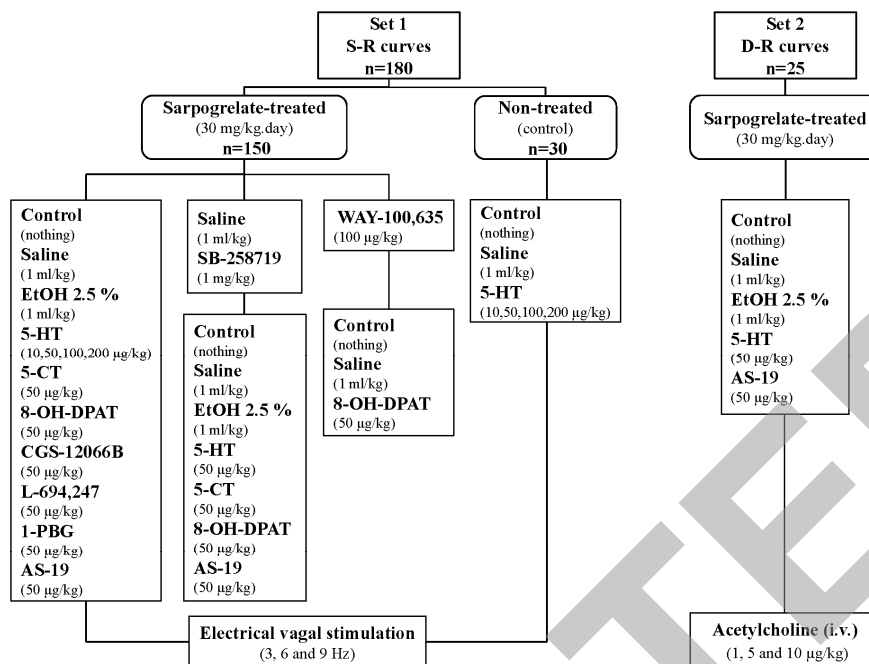 Set 1
S-R curves
n=180
Set 2
D-R curves
n=25
Sarpogrelate-treated
(30 mg/kg.day)
n=150
Non-treated
(control)
n=30
Sarpogrelate-treated
(30 mg/kg.day)
Control
(nothing)
Saline
(1 ml/kg)
EtOH 2.5 %
(1 ml/kg)
5-HT
(10,50,100,200 µg/kg)
5-CT
(50 µg/kg)
8-OH-DPAT
(50 µg/kg)
CGS-12066B
(50 µg/kg)
L-694,247
(50 µg/kg)
1-PBG
(50 µg/kg)
AS-19
(50 µg/kg)
Saline
(1 ml/kg)
SB-258719
(1 mg/kg)
Control
(nothing)
Saline
(1 ml/kg)
EtOH 2.5 %
(1 ml/kg)
5-HT
(50 µg/kg)
5-CT
(50 µg/kg)
8-OH-DPAT
(50 µg/kg)
AS-19
(50 µg/kg)
WAY-100,635
(100 µg/kg)
Control
(nothing)
Saline
(1 ml/kg)
8-OH-DPAT
(50 µg/kg)
Control
(nothing)
Saline
(1 ml/kg)
5-HT
(10,50,100,200 µg/kg)
Control
(nothing)
Saline
(1 ml/kg)
EtOH 2.5 %
(1 ml/kg)
5-HT
(50 µg/kg)
AS-19
(50 µg/kg)
Electrical vagal stimulation
(3, 6 and 9 Hz)
Acetylcholine (i.v.)
(1, 5 and 10 µg/kg)
TE